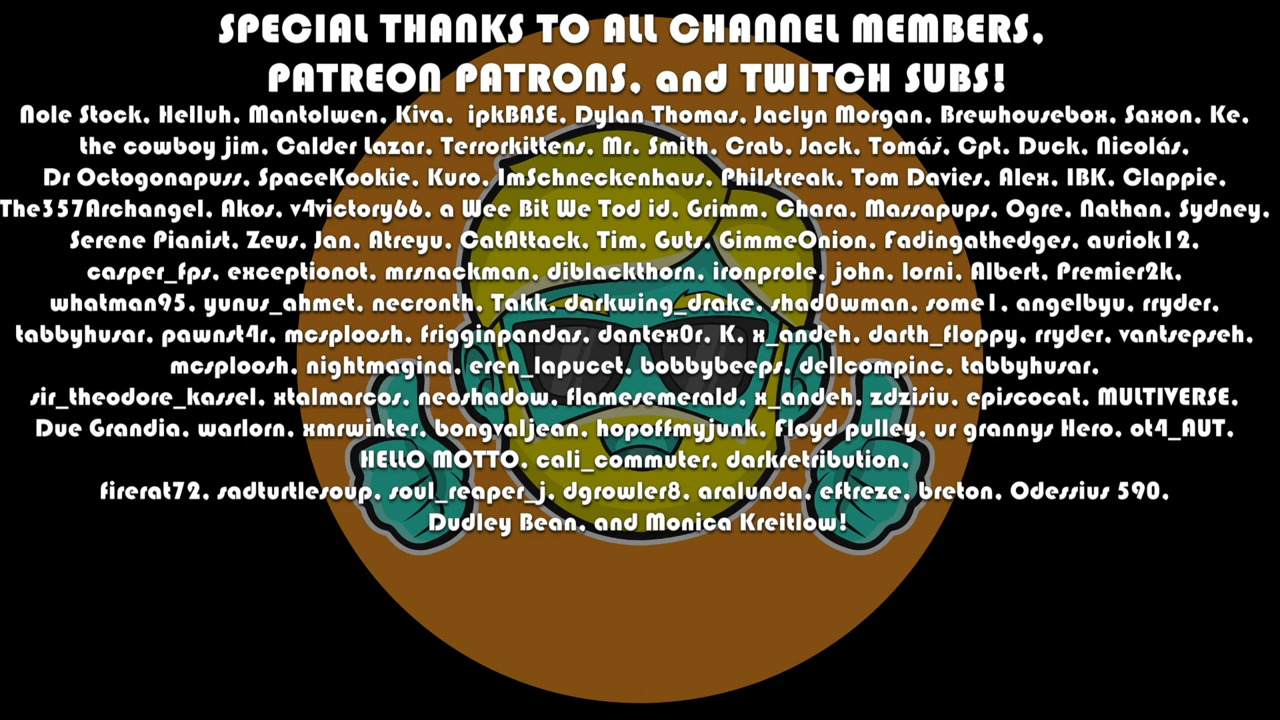 SPECIAL THANKS TO ALL CHANNEL MEMBERS,
PATREON PATRONS, and TWITCH SUBS!
Nole Stock, Helluh, Mantolwen, Kiva,  ipkBASE, Dylan Thomas, Jaclyn Morgan, Brewhousebox, Saxon, Ke,
the cowboy jim, Calder Lazar, Terrorkittens, Mr. Smith, Crab, Jack, Tomáš, Cpt. Duck, Nicolás,
Dr Octogonapuss, SpaceKookie, Kuro, ImSchneckenhaus, Philstreak, Tom Davies, Alex, IBK, Clappie,
The357Archangel, Akos, v4victory66, a Wee Bit We Tod id, Grimm, Chara, Massapups, Ogre, Nathan, Sydney,
Serene Pianist, Zeus, Jan, Atreyu, CatAttack, Tim, Guts, GimmeOnion, Fadingathedges, auriok12,
casper_fps, exceptionot, mrsnackman, diblackthorn, ironprole, john, lorni, Albert, Premier2k,
whatman95, yunus_ahmet, necronth, Takk, darkwing_drake, shad0wman, some1, angelbyu, rryder,
tabbyhusar, pawnst4r, mcsploosh, frigginpandas, dantex0r, K, x_andeh, darth_floppy, rryder, vantsepseh,
mcsploosh, nightmagina, eren_lapucet, bobbybeeps, dellcompinc, tabbyhusar,
sir_theodore_kassel, xtalmarcos, neoshadow, flamesemerald, x_andeh, zdzisiu, episcocat, MULTIVERSE,
Due Grandia, warlorn, xmrwinter, bongvaljean, hopoffmyjunk, Floyd pulley, ur grannys Hero, ot4_AUT,
HELLO MOTTO, cali_commuter, darkretribution,
firerat72, sadturtlesoup, soul_reaper_j, dgrowler8, aralunda, eftreze, breton, Odessius 590,
Dudley Bean, and Monica Kreitlow!